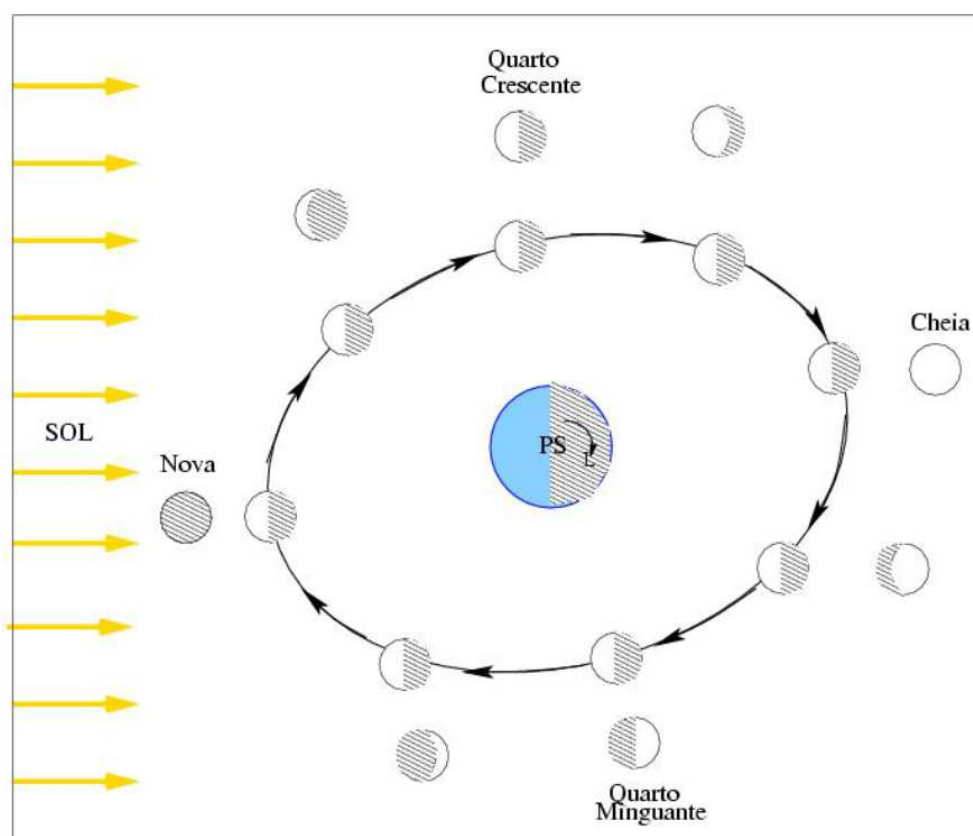 Quarto
Crescente
Cheia
SOL
Nova
PS
L
Quarto
Minguante